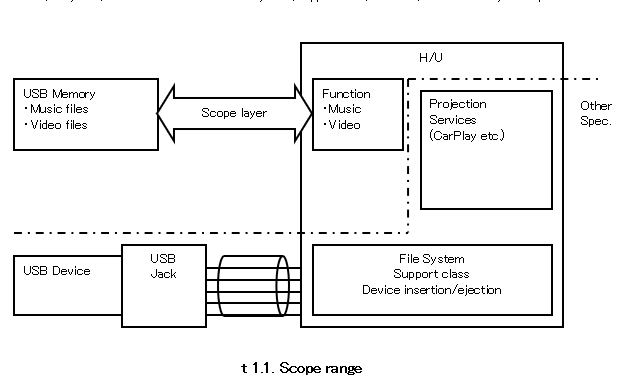 H/U
USB Memory
・Music files
・Video files
Scope layer
Function
・Music
・Video
Projection
Services
(CarPlay etc.)
Other
Spec.
USB Device
USB
Jack
File System
Support class
Device insertion/ejection
t 1.1. Scope range